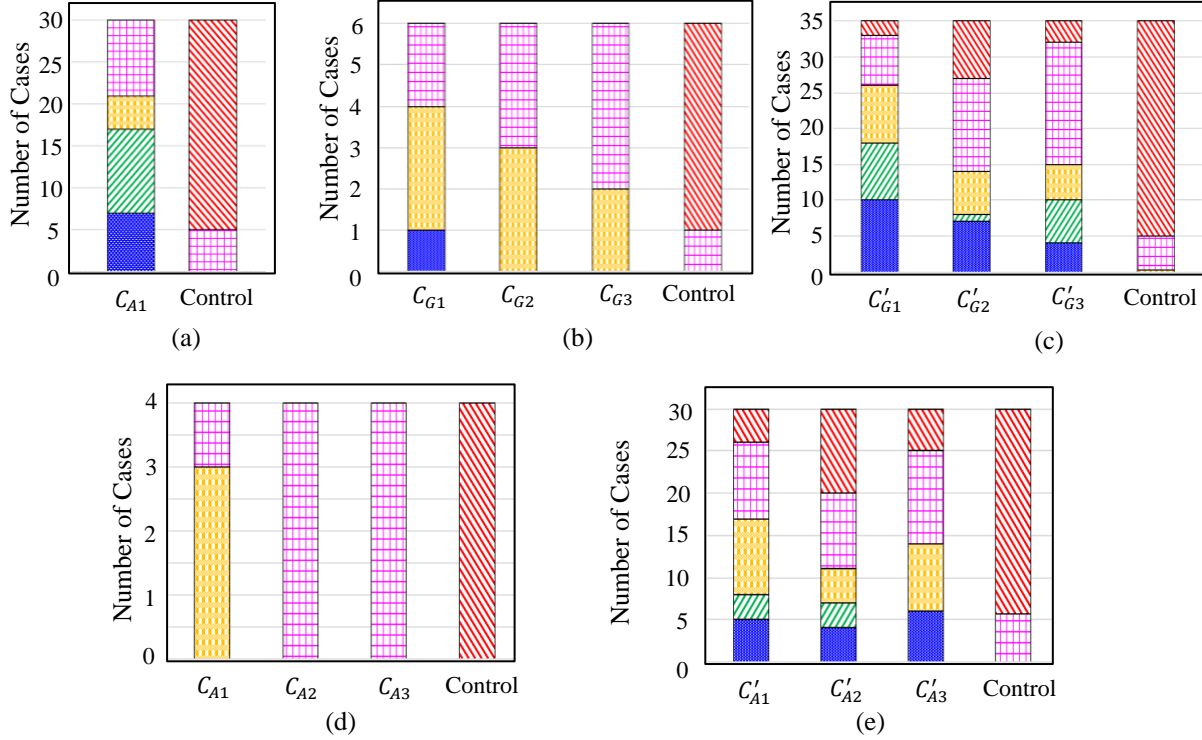 Number of Cases
30
25
20
15
10
5
0
C_{A1} Control
(a)
Number of Cases
6
5
4
3
2
1
0
C_{G1} C_{G2} C_{G3} Control
(b)
Number of Cases
35
30
25
20
15
10
5
0
C'_{G1} C'_{G2} C'_{G3} Control
(c)
Number of Cases
4
3
2
1
0
C_{A1} C_{A2} C_{A3} Control
(d)
Number of Cases
30
25
20
15
10
5
0
C'_{A1} C'_{A2} C'_{A3} Control
(e)